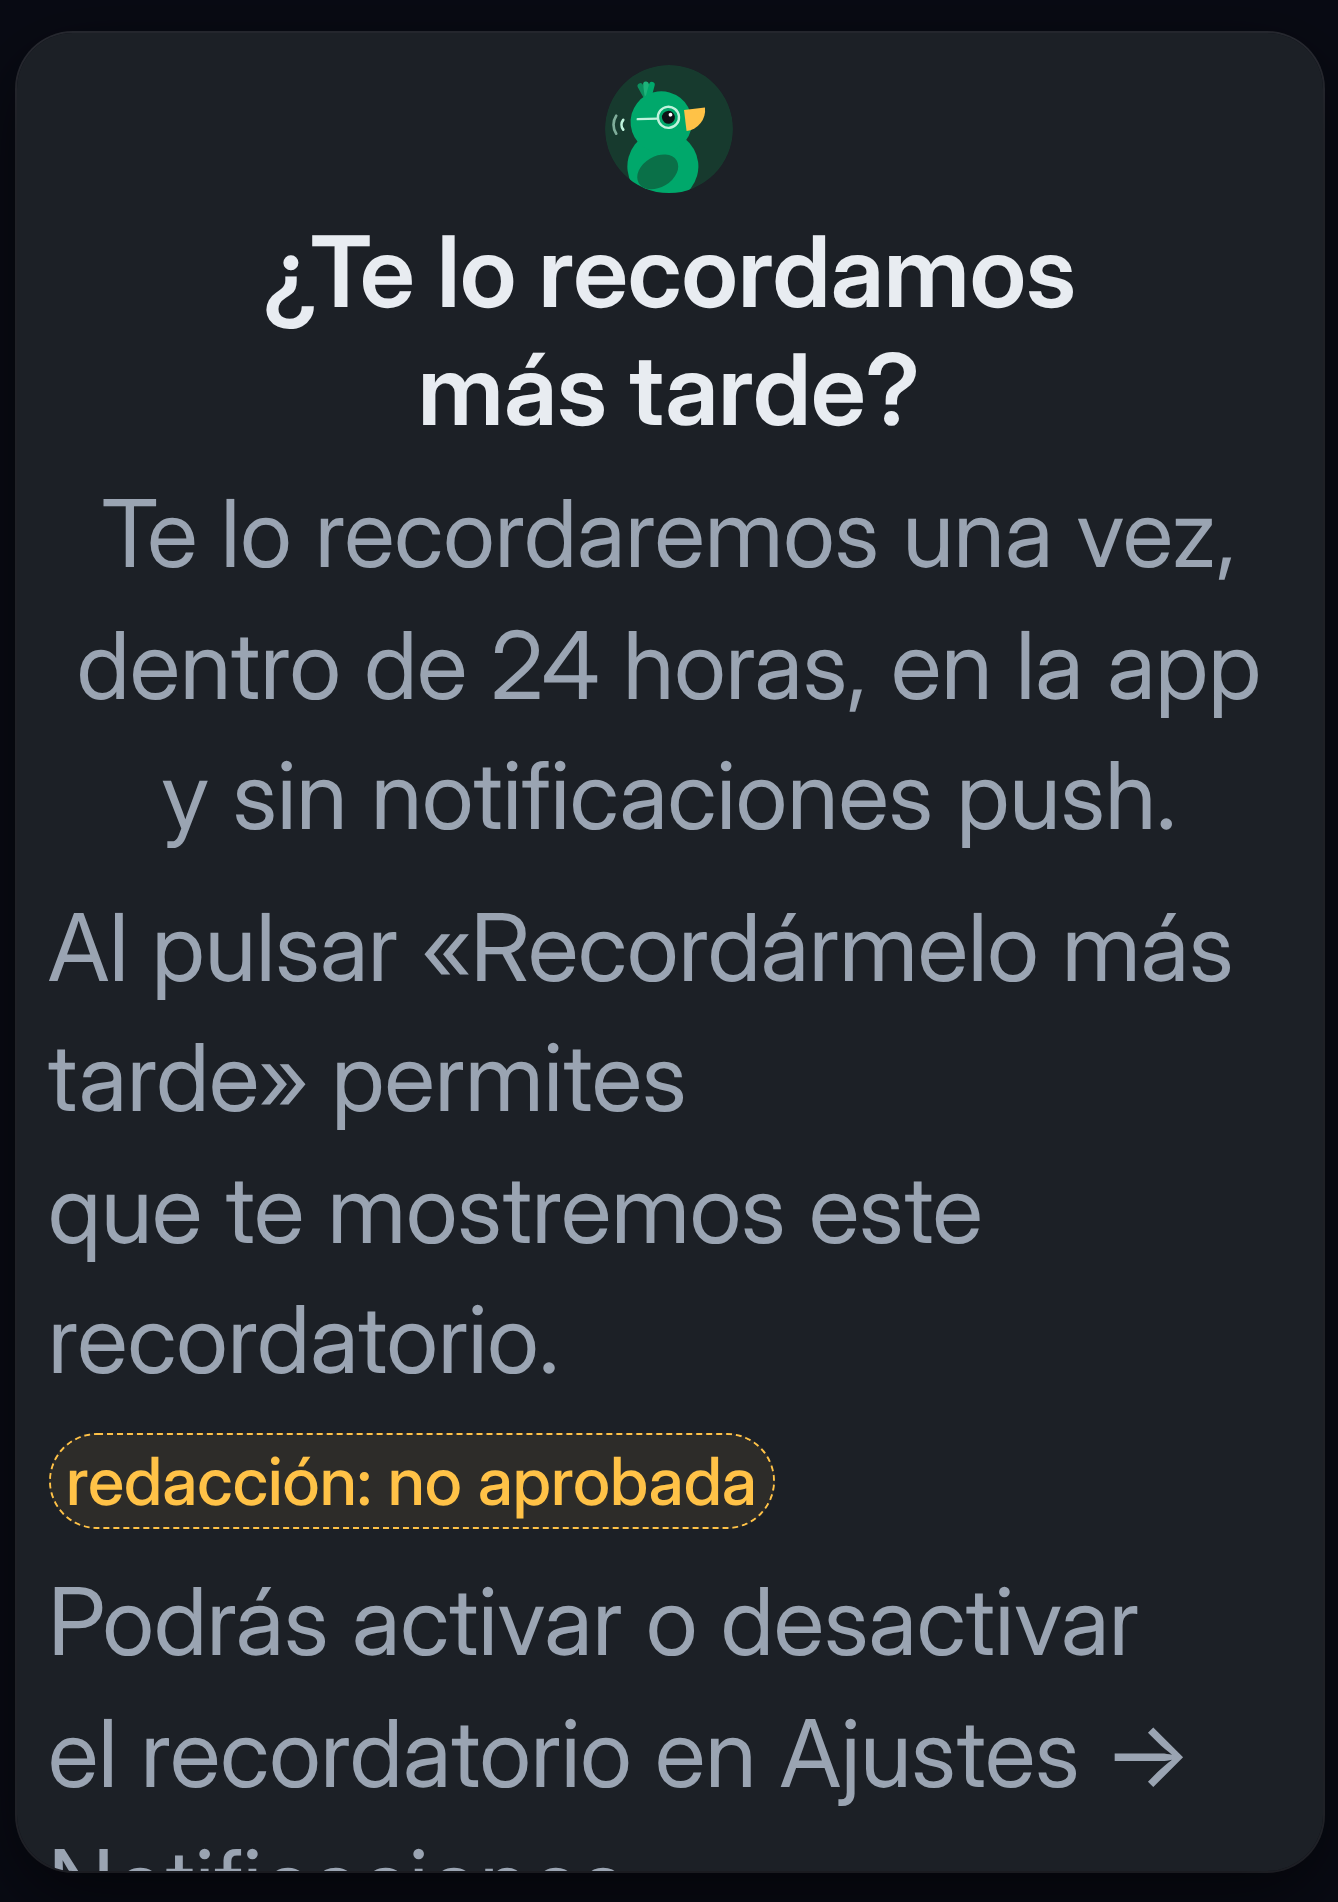 ¿Te lo recordamos
más tarde?
Te lo recordaremos una vez,
dentro de 24 horas, en la app
y sin notificaciones push.
Al pulsar «Recordármelo más
tarde» permites
que te mostremos este
recordatorio.
redacción: no aprobada
Podrás activar o desactivar
el recordatorio en Ajustes →
Notificaciones